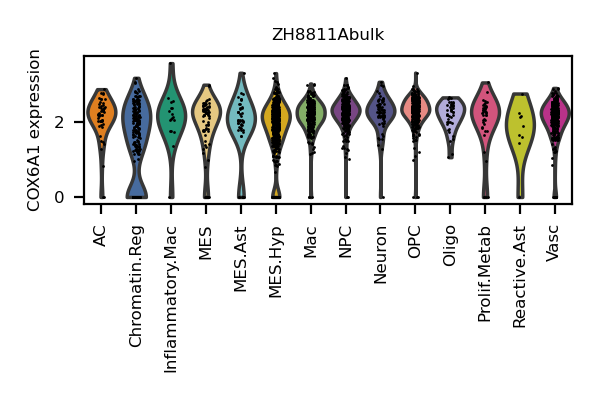 ZH8811Abulk
COX6A1 expression
2
0
AC
Chromatin.Reg
Inflammatory.Mac
MES
MES.Ast
MES.Hyp
Mac
NPC
Neuron
OPC
Oligo
Prolif.Metab
Reactive.Ast
Vasc